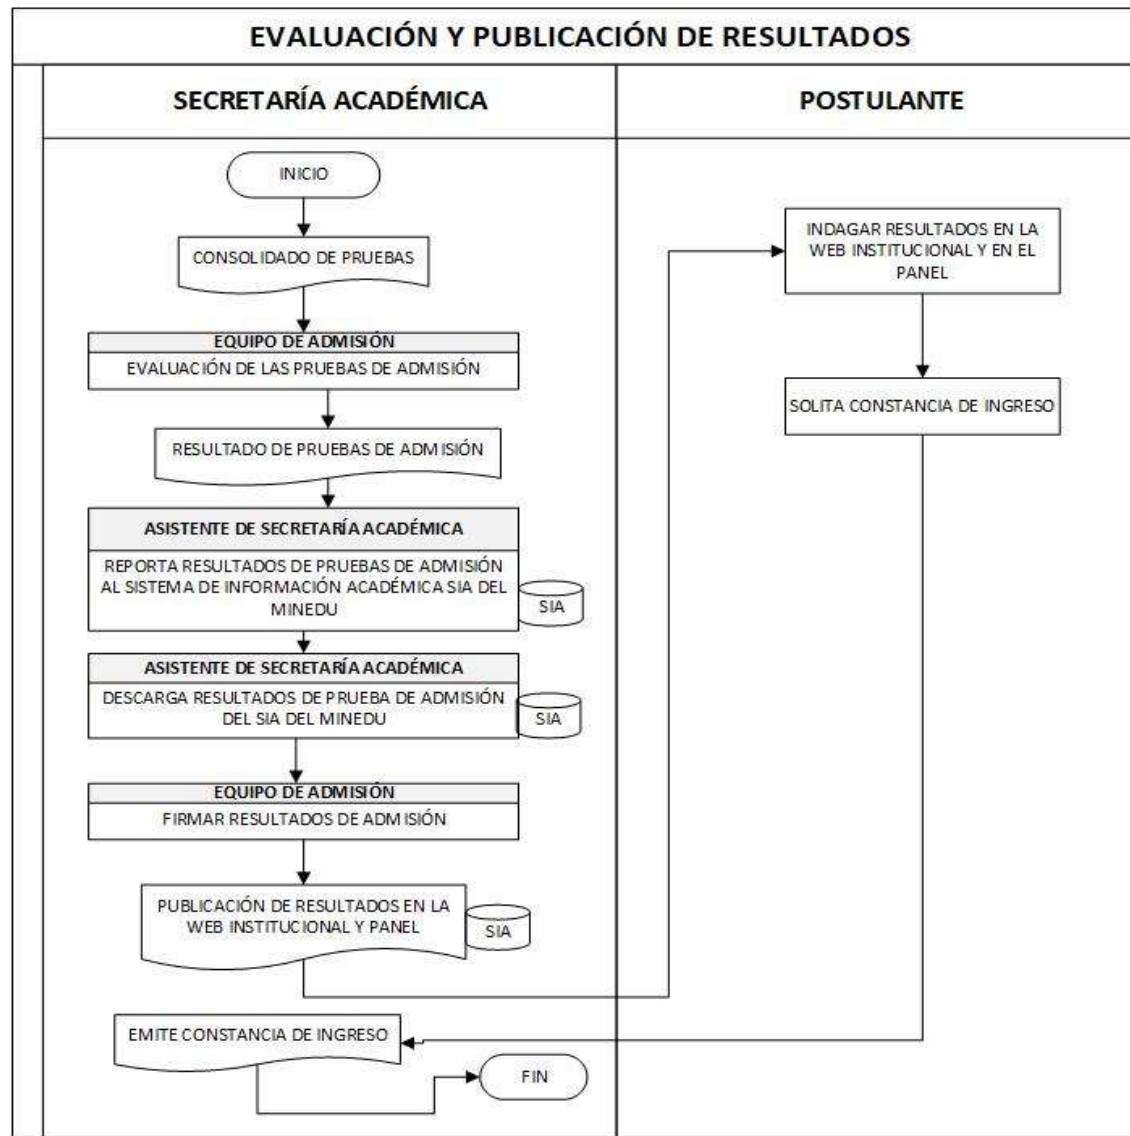 EVALUACIÓN Y PUBLICACIÓN DE RESULTADOS
SECRETARÍA ACADÉMICA
POSTULANTE
INICIO
CONSOLIDADO DE PRUEBAS
EQUIPO DE ADMISIÓN
EVALUACIÓN DE LAS PRUEBAS DE ADMISIÓN
RESULTADO DE PRUEBAS DE ADMISIÓN
ASISTENTE DE SECRETARÍA ACADÉMICA
REPORTA RESULTADOS DE PRUEBAS DE ADMISIÓN
AL SISTEMA DE INFORMACIÓN ACADÉMICA SIA DEL
MINEDU
SIA
ASISTENTE DE SECRETARÍA ACADÉMICA
DESCARGA RESULTADOS DE PRUEBA DE ADMISIÓN
DEL SIA DEL MINEDU
SIA
EQUIPO DE ADMISIÓN
FIRMAR RESULTADOS DE ADMISIÓN
PUBLICACIÓN DE RESULTADOS EN LA
WEB INSTITUCIONAL Y PANEL
SIA
INDAGAR RESULTADOS EN LA
WEB INSTITUCIONAL Y EN EL
PANEL
SOLITA CONSTANCIA DE INGRESO
EMITE CONSTANCIA DE INGRESO
FIN